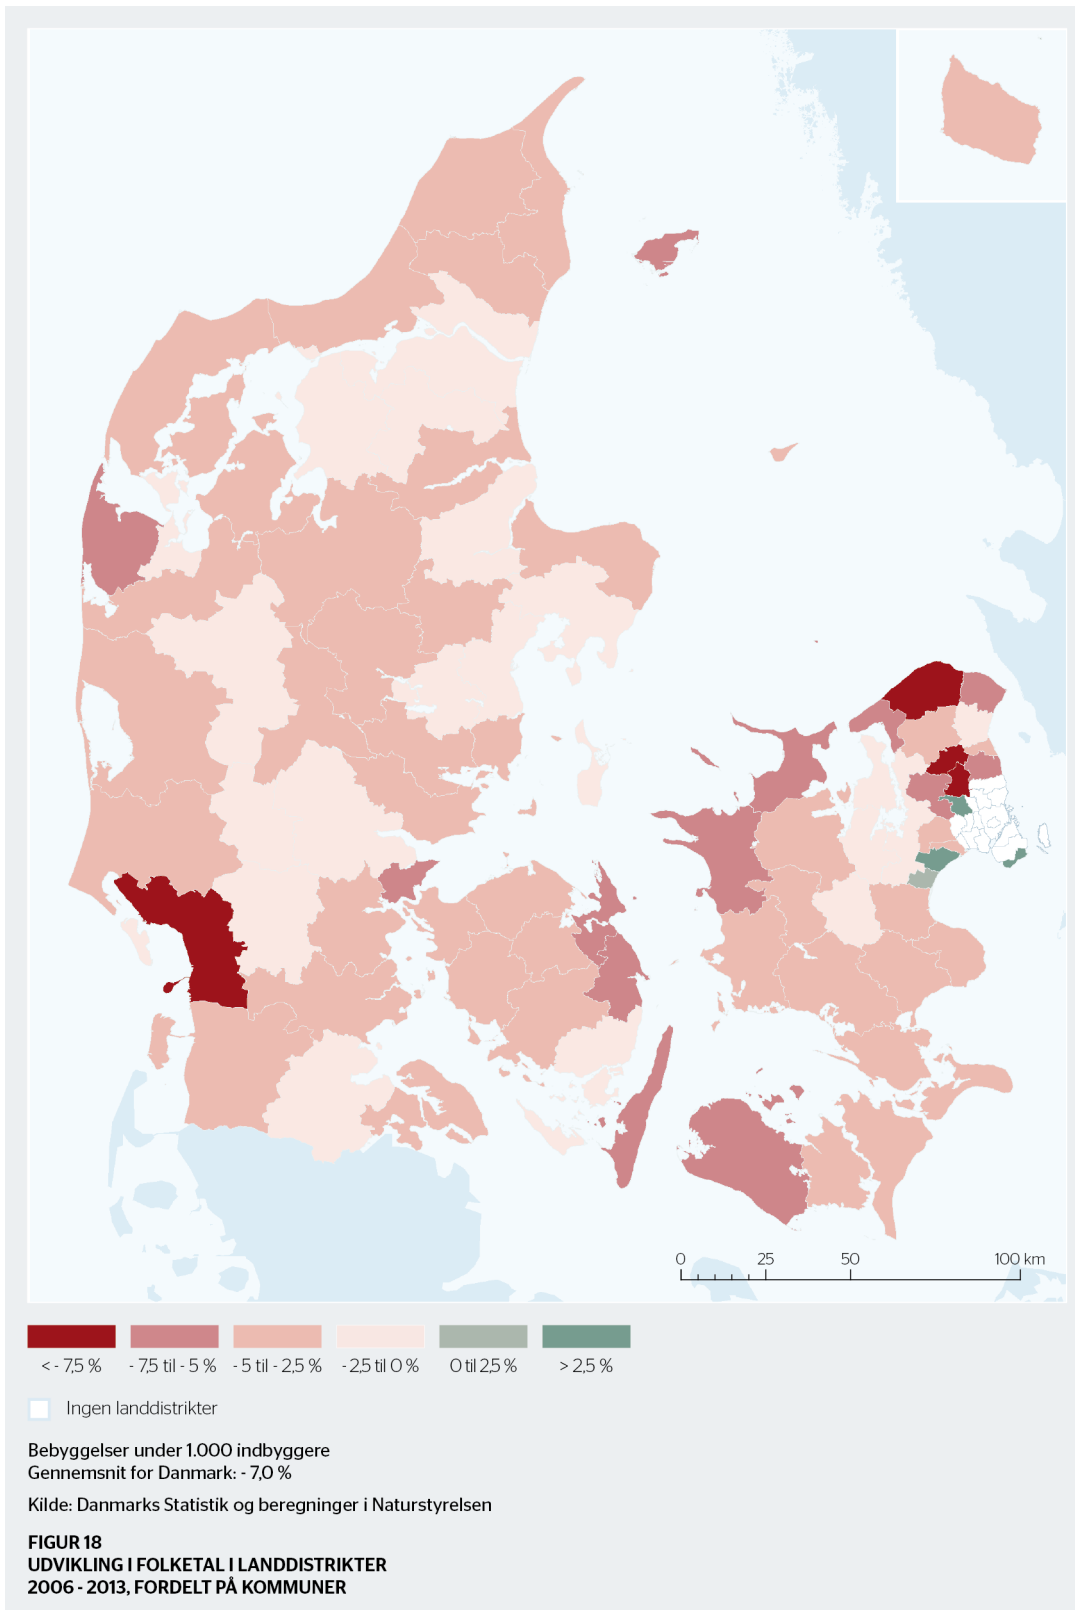 0 25 50 100 km
< - 7,5 % - 7,5 til - 5 % - 5 til - 2,5 % - 2,5 til 0 % 0 til 2,5 % > 2,5 %
Ingen landdistrikter
Bebyggelser under 1.000 indbyggere
Gennemsnit for Danmark: - 7,0 %
Kilde: Danmarks Statistik og beregninger i Naturstyrelsen
FIGUR 18
UDVIKLING I FOLKETAL I LANDDISTRIKTER
2006 - 2013, FORDELT PÅ KOMMUNER